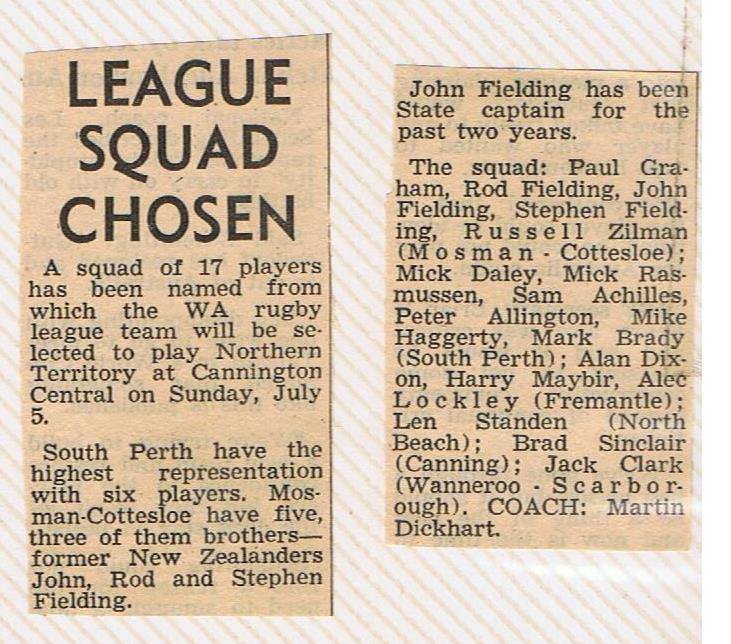 LEAGUE
SQUAD
CHOSEN
A squad of 17 players
has been named from
which the WA rugby
league team will be se-
lected to play Northern
Territory at Cannington
Central on Sunday, July
5.
South Perth have the
highest representation
with six players. Mos-
man-Cottesloe have five,
three of them brothers—
former New Zealanders
John, Rod and Stephen
Fielding.
John Fielding has been
State captain for the
past two years.
The squad: Paul Gra-
ham, Rod Fielding, John
Fielding, Stephen Field-
ing, Russell Zilman
(Mosman - Cottesloe);
Mick Daley, Mick Ras-
mussen, Sam Achilles,
Peter Allington, Mike
Haggerty, Mark Brady
(South Perth); Alan Dix-
on, Harry Maybir, Alec
Lockley (Fremantle);
Len Standen (North
Beach); Brad Sinclair
(Canning); Jack Clark
(Wanneroo - Scarbor-
ough). COACH: Martin
Dickhart.